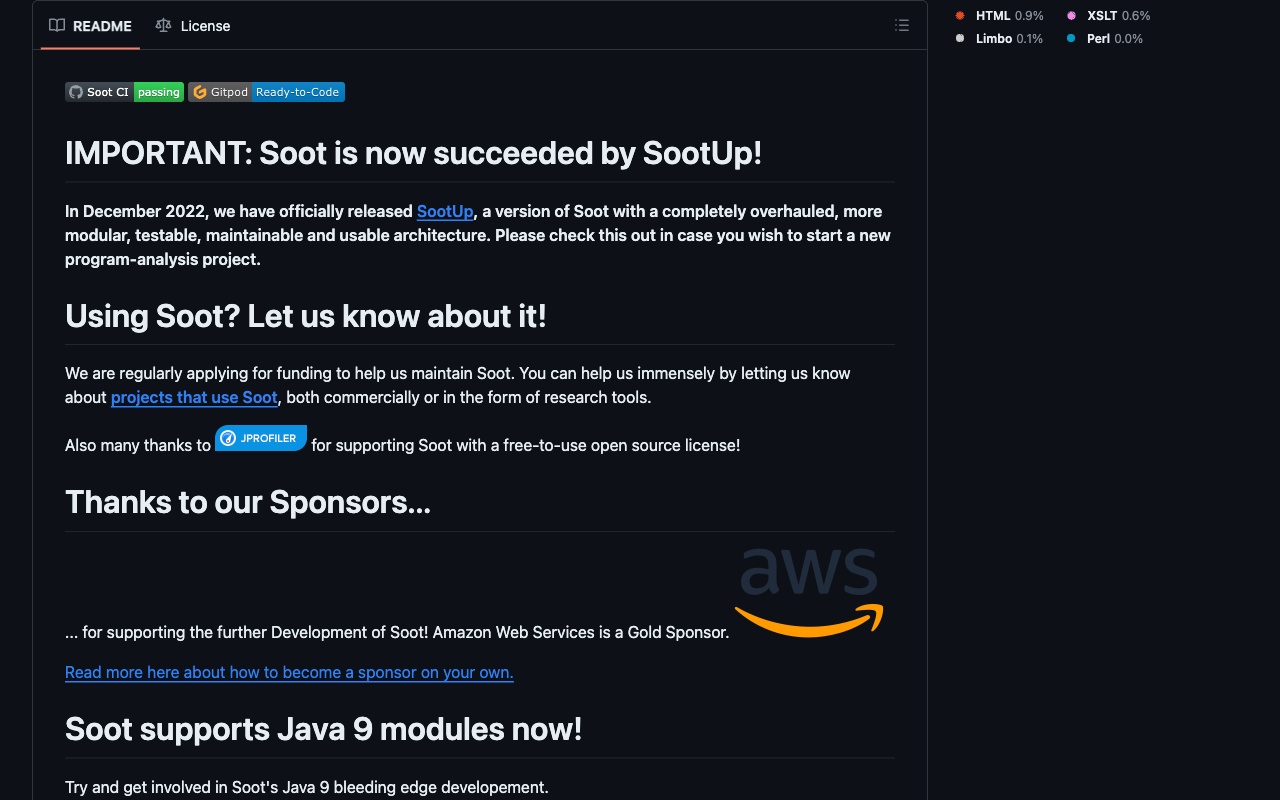 README
License
HTML 0.9%
XSLT 0.6%
Limbo 0.1%
Perl 0.0%
Soot CI passing
Gitpod Ready-to-Code
IMPORTANT: Soot is now succeeded by SootUp!
In December 2022, we have officially released SootUp, a version of Soot with a completely overhauled, more
modular, testable, maintainable and usable architecture. Please check this out in case you wish to start a new
program-analysis project.
Using Soot? Let us know about it!
We are regularly applying for funding to help us maintain Soot. You can help us immensely by letting us know
about projects that use Soot, both commercially or in the form of research tools.
Also many thanks to JPROFILER for supporting Soot with a free-to-use open source license!
Thanks to our Sponsors...
aws
... for supporting the further Development of Soot! Amazon Web Services is a Gold Sponsor.
Read more here about how to become a sponsor on your own.
Soot supports Java 9 modules now!
Try and get involved in Soot's Java 9 bleeding edge developement.